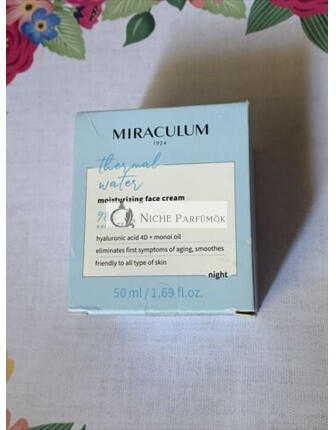 MIRACULUM
1924
thermal
water
moisturizing face cream
NICHE PARFÜMÖK
hyaluronic acid 4D + monoi oil
eliminates first symptoms of aging, smoothes
friendly to all type of skin
night
50 ml / 1.69 fl.oz.